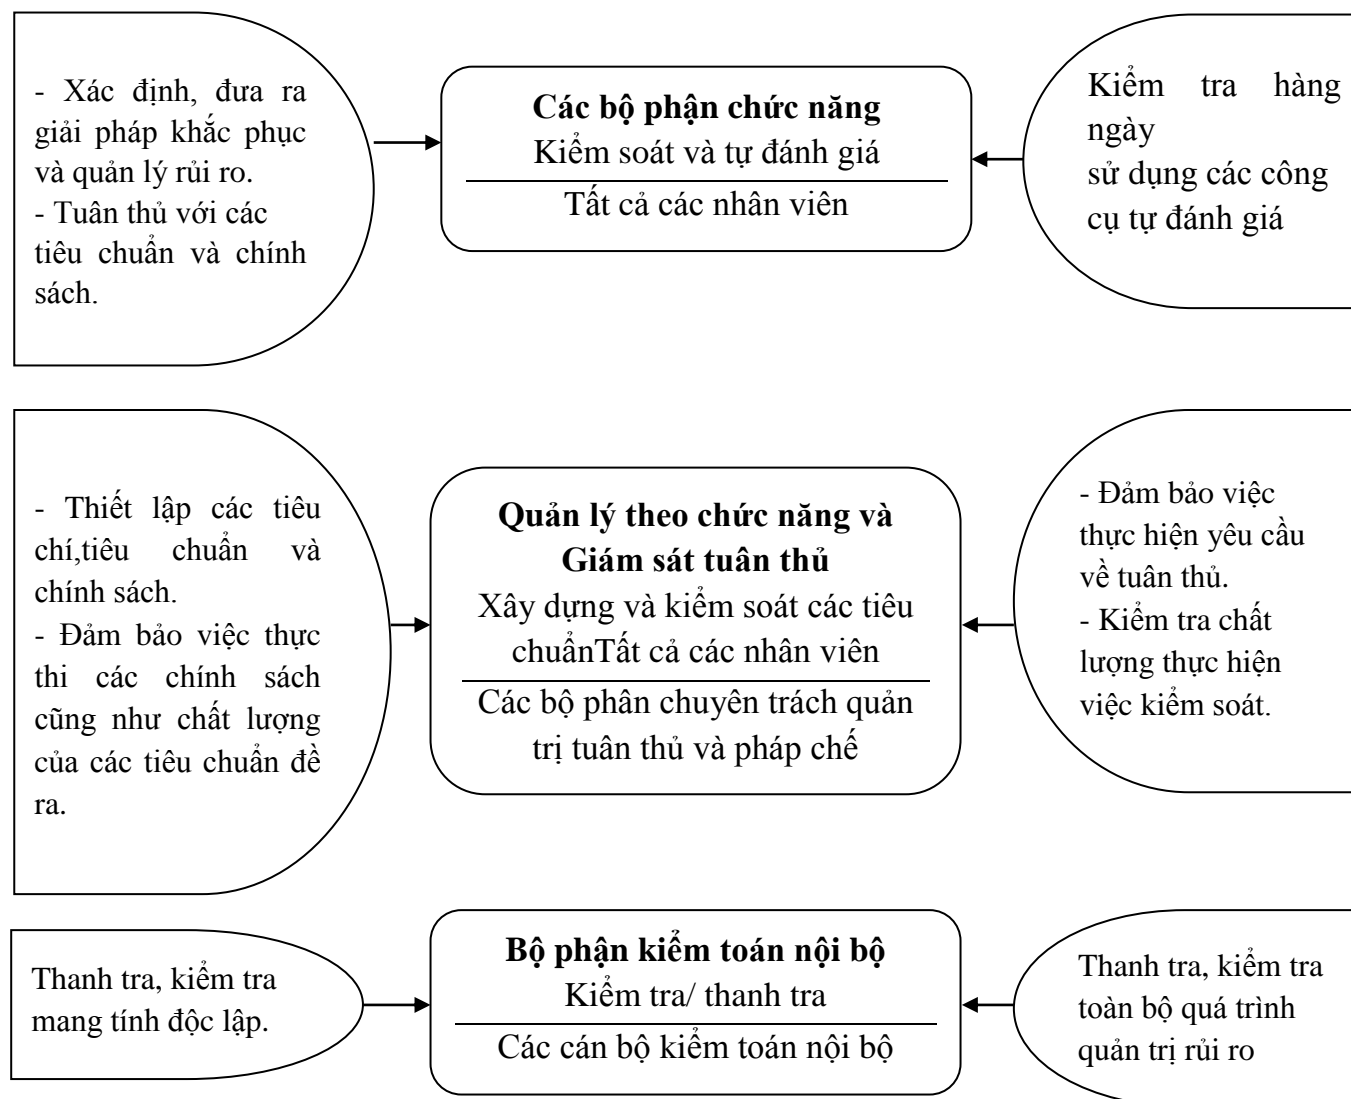 - Xác định, đưa ra
giải pháp khắc phục
và quản lý rủi ro.
- Tuân thủ với các
tiêu chuẩn và chính
sách.
Các bộ phận chức năng
Kiểm soát và tự đánh giá
Tất cả các nhân viên
Kiểm tra hàng
ngày
sử dụng các công
cụ tự đánh giá
- Thiết lập các tiêu
chí,tiêu chuẩn và
chính sách.
- Đảm bảo việc thực
thi các chính sách
cũng như chất lượng
của các tiêu chuẩn đề
ra.
Quản lý theo chức năng và
Giám sát tuân thủ
Xây dựng và kiểm soát các tiêu
chuẩnTất cả các nhân viên
Các bộ phân chuyên trách quản
trị tuân thủ và pháp chế
- Đảm bảo việc
thực hiện yêu cầu
về tuân thủ.
- Kiểm tra chất
lượng thực hiện
việc kiểm soát.
Thanh tra, kiểm tra
mang tính độc lập.
Bộ phận kiểm toán nội bộ
Kiểm tra/ thanh tra
Các cán bộ kiểm toán nội bộ
Thanh tra, kiểm tra
toàn bộ quá trình
quản trị rủi ro